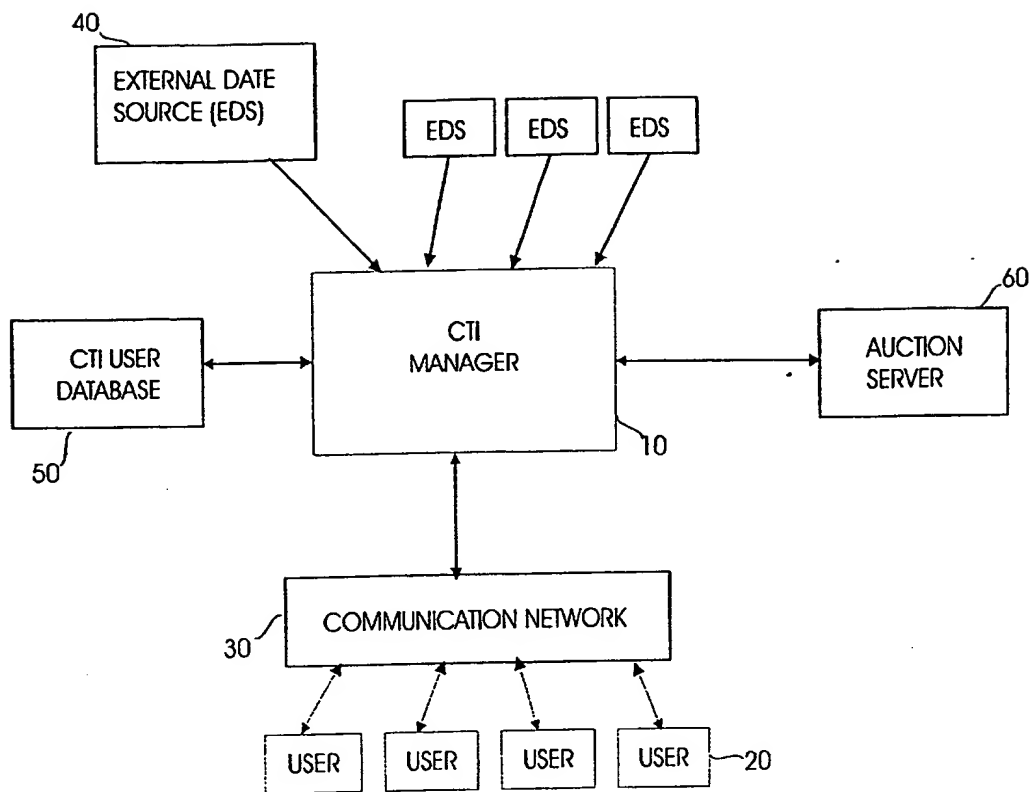 40
EXTERNAL DATE
SOURCE (EDS)
EDS
EDS
EDS
60
CTI USER
DATABASE
CTI
MANAGER
AUCTION
SERVER
50
10
30
COMMUNICATION NETWORK
USER
USER
USER
USER
20